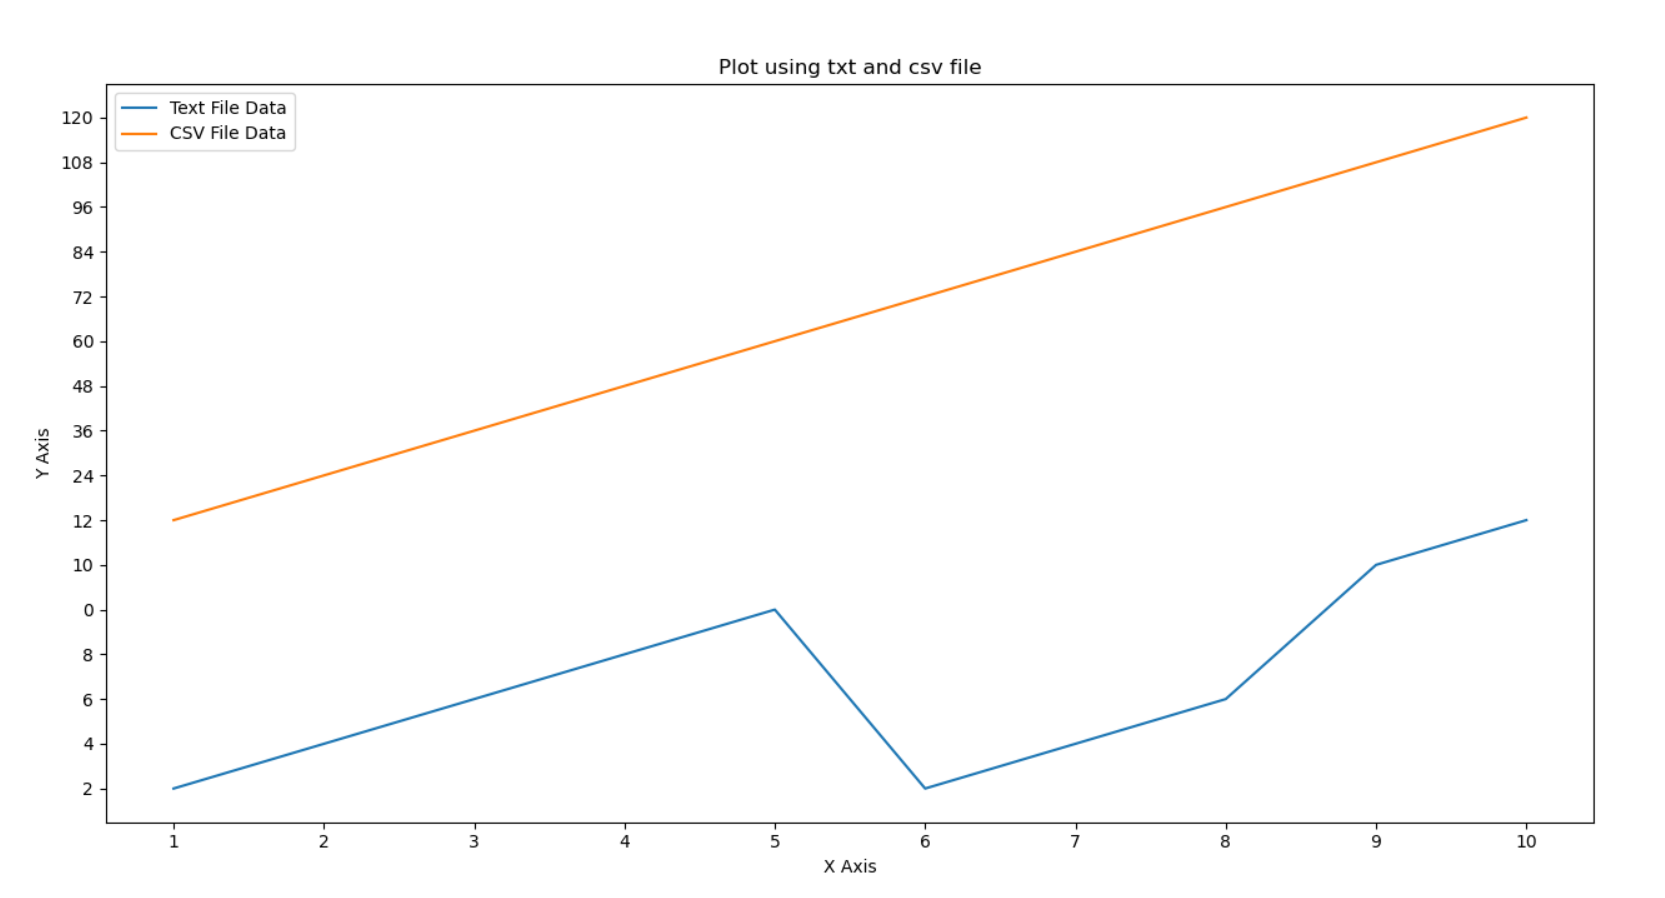 Plot using txt and csv file
Text File Data
CSV File Data
120
108
96
84
72
60
48
36
24
12
10
0
8
6
4
2
Y Axis
1 2 3 4 5 6 7 8 9 10
X Axis